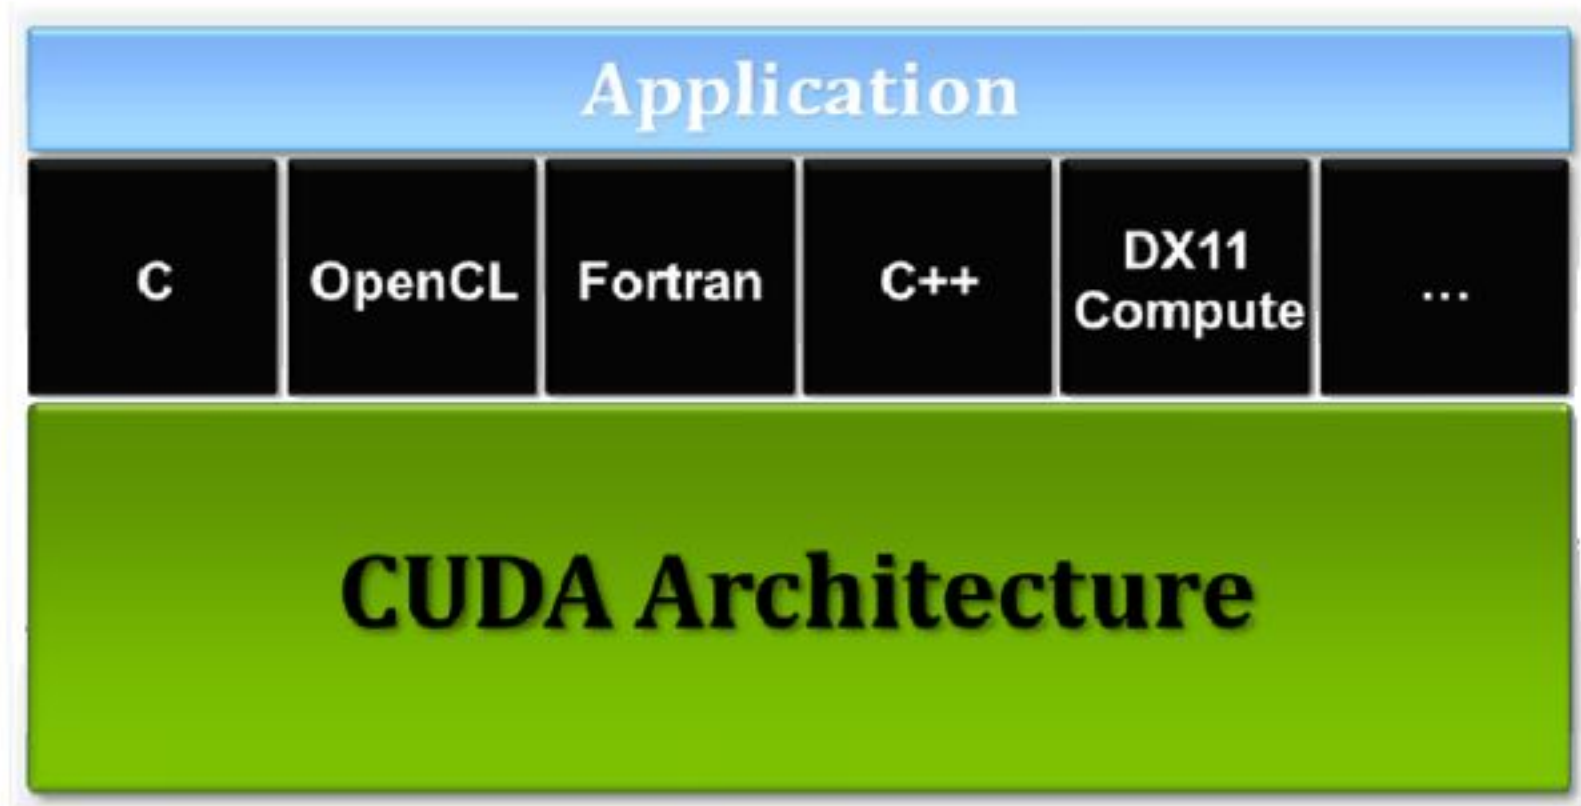 Application
C
OpenCL
Fortran
C++
DX11
Compute
...
CUDA Architecture